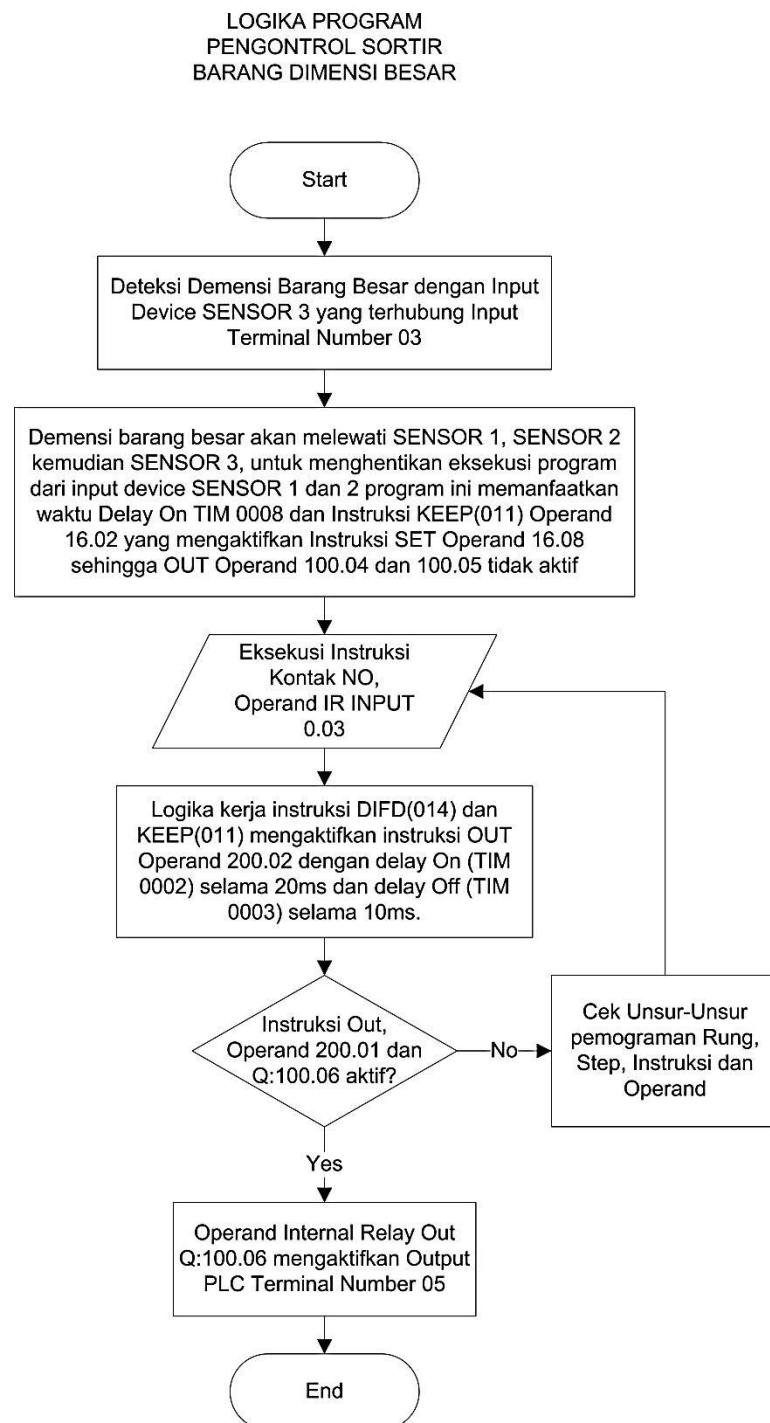 LOGIKA PROGRAM
PENGONTROL SORTIR
BARANG DIMENSI BESAR
Start
Deteksi Demensi Barang Besar dengan Input
Device SENSOR 3 yang terhubung Input
Terminal Number 03
Demensi barang besar akan melewati SENSOR 1, SENSOR 2
kemudian SENSOR 3, untuk menghentikan eksekusi program
dari input device SENSOR 1 dan 2 program ini memanfaatkan
waktu Delay On TIM 0008 dan Instruksi KEEP(011) Operand
16.02 yang mengaktifkan Instruksi SET Operand 16.08
sehingga OUT Operand 100.04 dan 100.05 tidak aktif
Eksekusi Instruksi
Kontak NO,
Operand IR INPUT
0.03
Logika kerja instruksi DIFD(014) dan
KEEP(011) mengaktifkan instruksi OUT
Operand 200.02 dengan delay On (TIM
0002) selama 20ms dan delay Off (TIM
0003) selama 10ms.
Instruksi Out,
Operand 200.01 dan
Q:100.06 aktif?
No
Cek Unsur-Unsur
pemograman Rung,
Step, Instruksi dan
Operand
Yes
Operand Internal Relay Out
Q:100.06 mengaktifkan Output
PLC Terminal Number 05
End